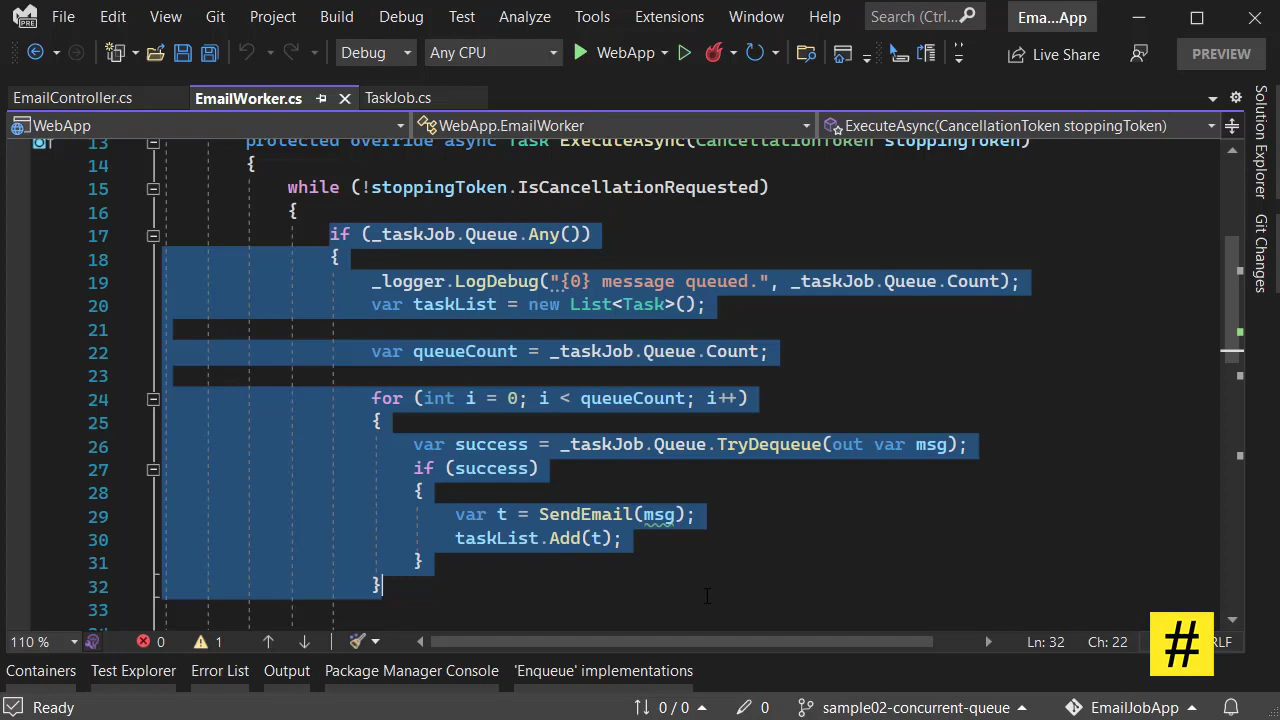 PRE
File Edit View Git Project Build Debug Test Analyze Tools Extensions Window Help Search (Ctrl... Ema...App
Debug Any CPU WebApp Live Share PREVIEW
EmailController.cs EmailWorker.cs TaskJob.cs
WebApp WebApp.EmailWorker ExecuteAsync(CancellationToken stoppingToken)
13 protected override async Task ExecuteAsync(CancellationToken stoppingToken)
14 {
15 while (!stoppingToken.IsCancellationRequested)
16 {
17 if (_taskJob.Queue.Any())
18 {
19 _logger.LogDebug("{0} message queued.", _taskJob.Queue.Count);
20 var taskList = new List<Task>();
21
22 var queueCount = _taskJob.Queue.Count;
23
24 for (int i = 0; i < queueCount; i++)
25 {
26 var success = _taskJob.Queue.TryDequeue(out var msg);
27 if (success)
28 {
29 var t = SendEmail(msg);
30 taskList.Add(t);
31 }
32 }
33
110 % 0 1 Ln: 32 Ch: 22 RLF
#
Containers Test Explorer Error List Output Package Manager Console 'Enqueue' implementations
Ready 0 / 0 0 sample02-concurrent-queue EmailJobApp
Solution Explorer
Git Changes